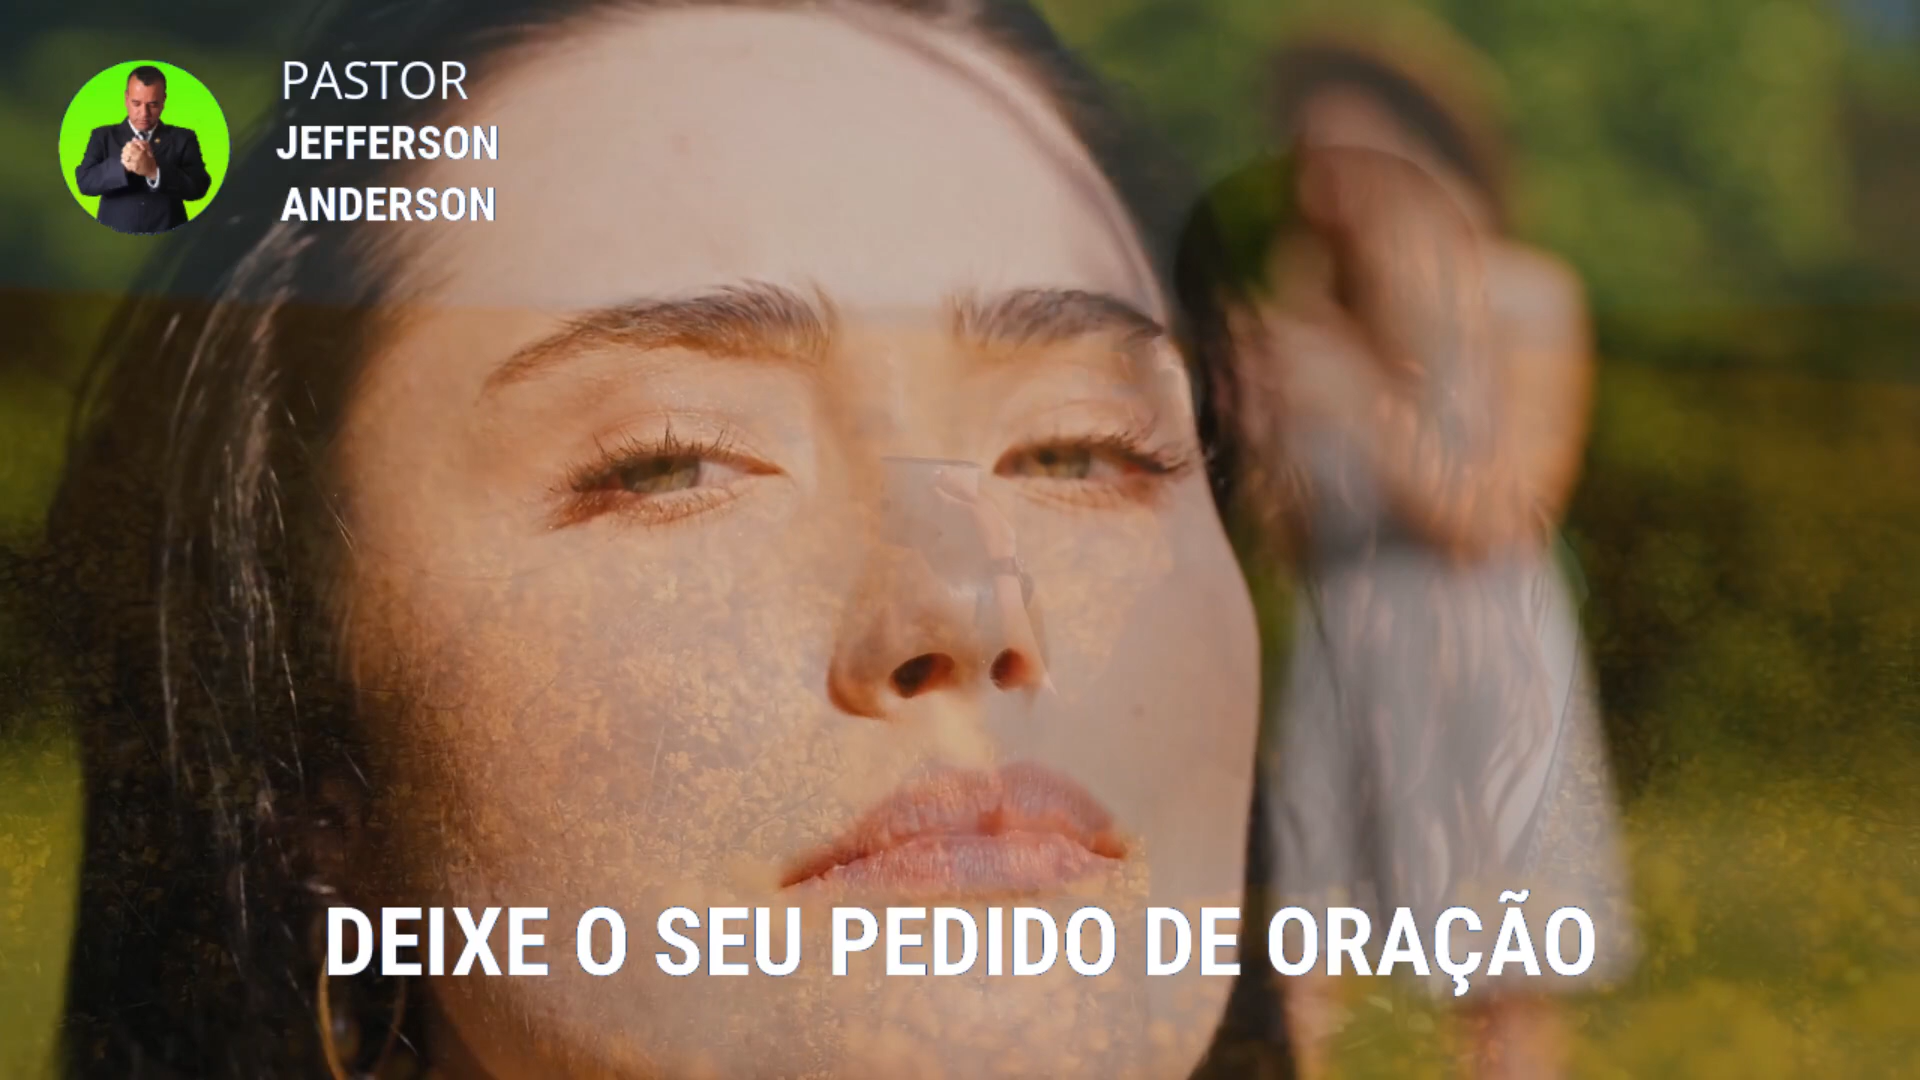 PASTOR
JEFFERSON
ANDERSON
DEIXE O SEU PEDIDO DE ORAÇÃO